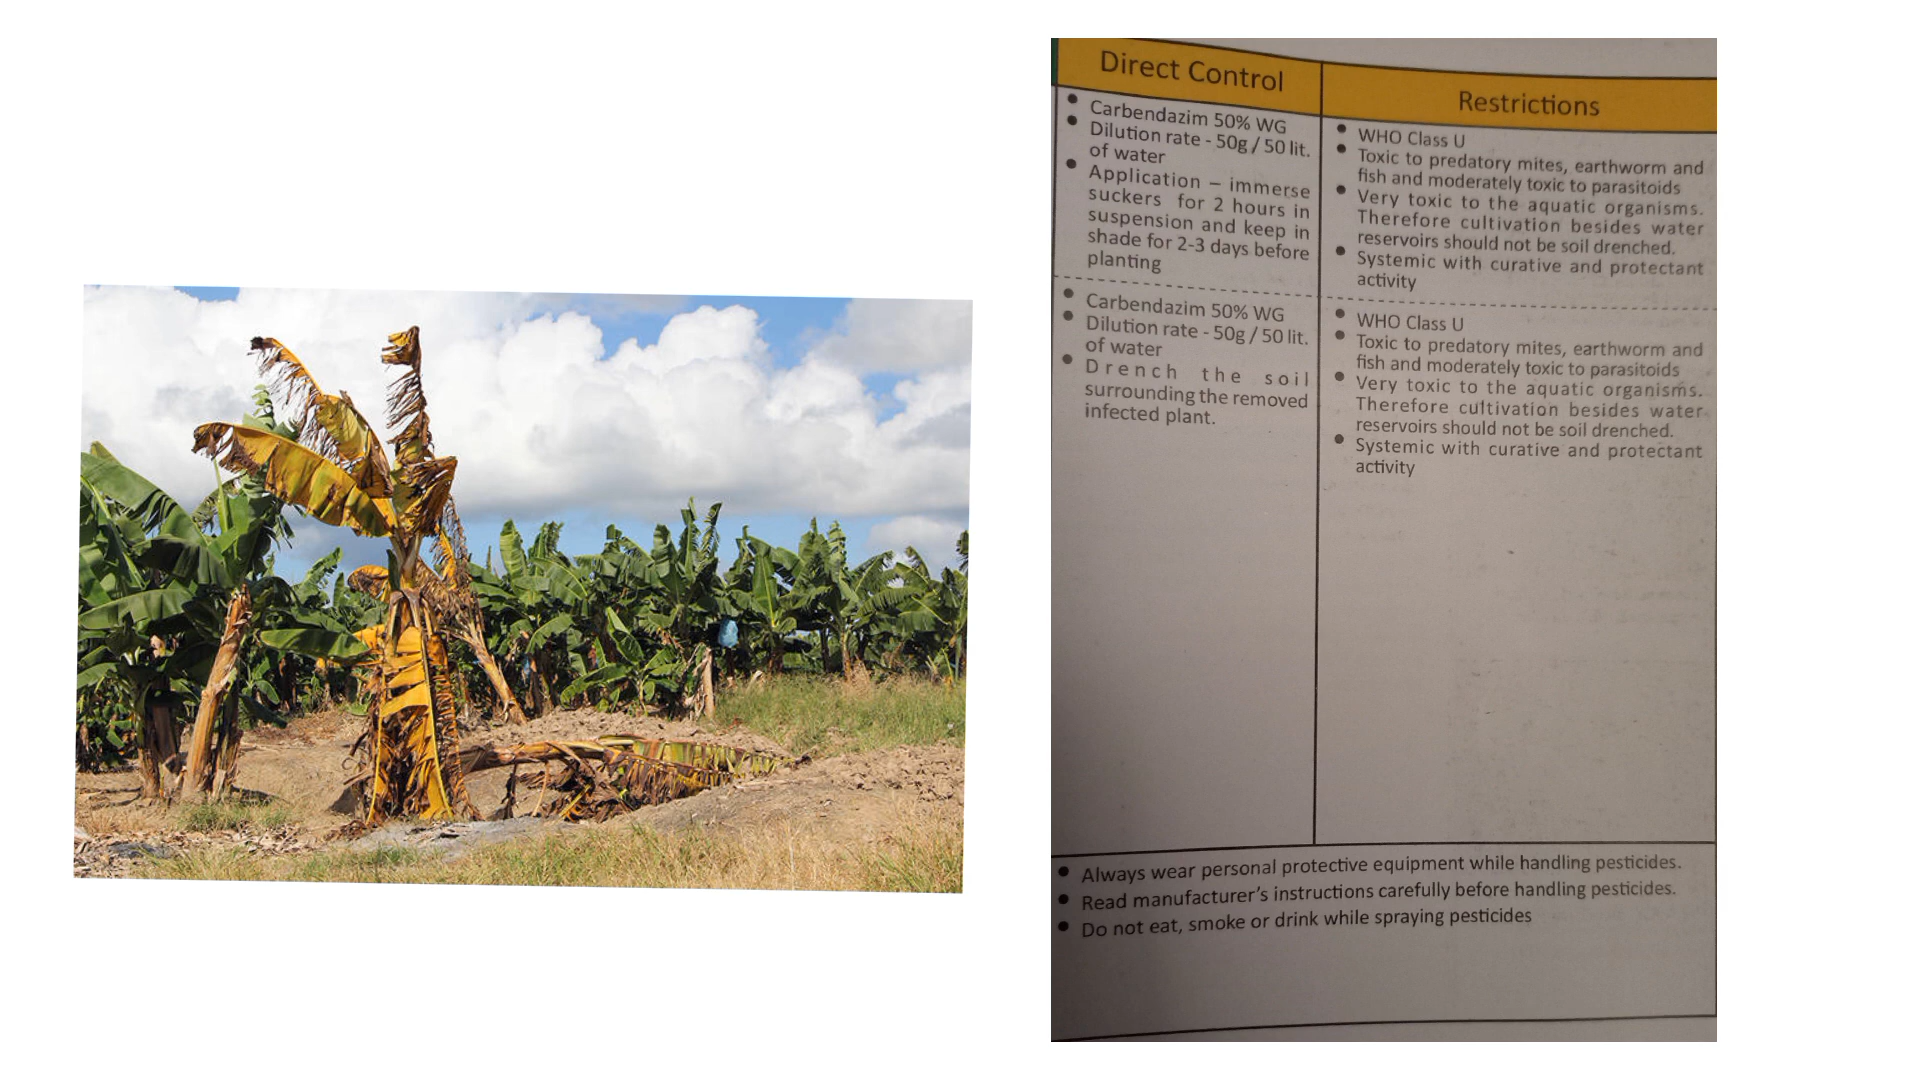 Direct Control
● Carbendazim 50% WG
● Dilution rate - 50g / 50 lit.
of water
● Application – immerse
suckers for 2 hours in
suspension and keep in
shade for 2-3 days before
planting
● Carbendazim 50% WG
● Dilution rate - 50g / 50 lit.
of water
● Drench the soil
surrounding the removed
infected plant.
Restrictions
● WHO Class U
● Toxic to predatory mites, earthworm and
fish and moderately toxic to parasitoids
● Very toxic to the aquatic organisms.
Therefore cultivation besides water
reservoirs should not be soil drenched.
● Systemic with curative and protectant
activity
● WHO Class U
● Toxic to predatory mites, earthworm and
fish and moderately toxic to parasitoids
● Very toxic to the aquatic organisms.
Therefore cultivation besides water
reservoirs should not be soil drenched.
● Systemic with curative and protectant
activity
● Always wear personal protective equipment while handling pesticides.
● Read manufacturer’s instructions carefully before handling pesticides.
● Do not eat, smoke or drink while spraying pesticides